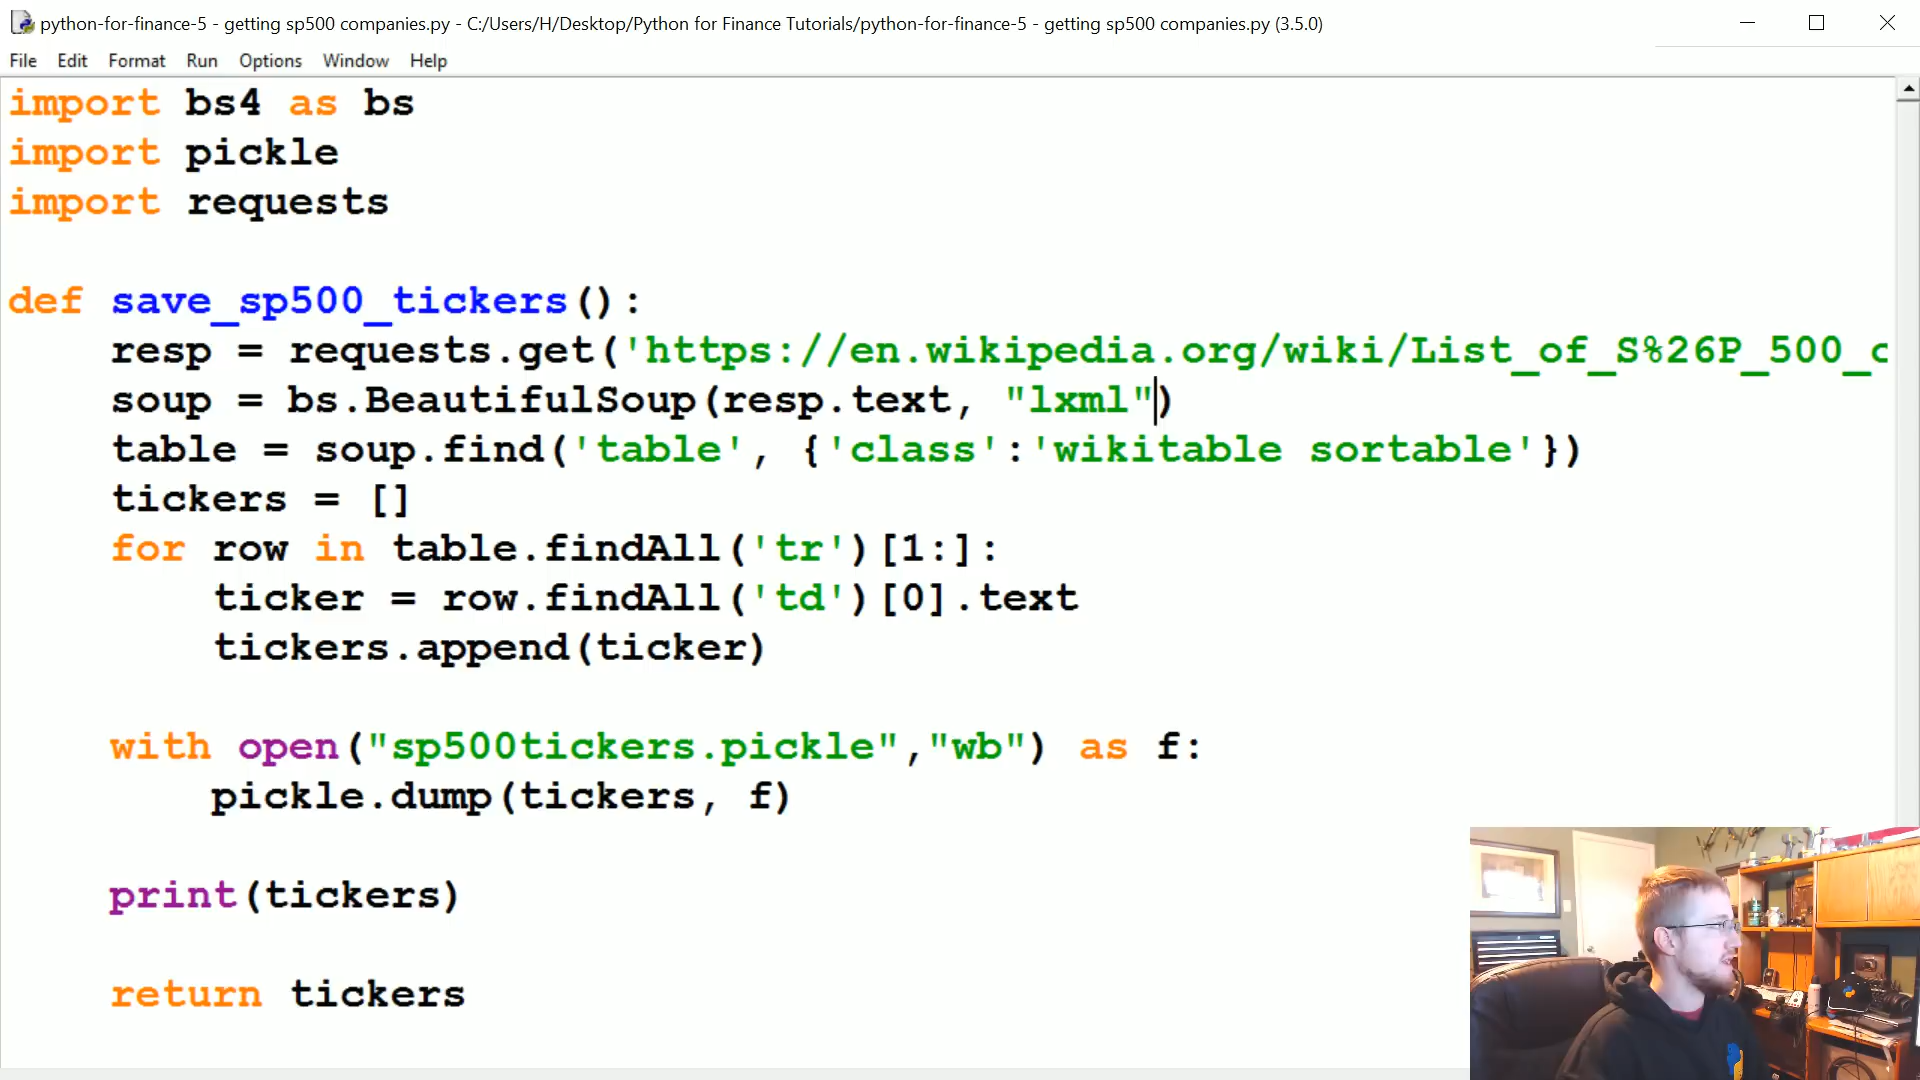 python-for-finance-5 - getting sp500 companies.py - C:/Users/H/Desktop/Python for Finance Tutorials/python-for-finance-5 - getting sp500 companies.py (3.5.0)
File Edit Format Run Options Window Help
import bs4 as bs
import pickle
import requests
def save_sp500_tickers():
resp = requests.get('https://en.wikipedia.org/wiki/List_of_S%26P_500_c
soup = bs.BeautifulSoup(resp.text, "lxml")
table = soup.find('table', {'class':'wikitable sortable'})
tickers = []
for row in table.findAll('tr')[1:]:
ticker = row.findAll('td')[0].text
tickers.append(ticker)
with open("sp500tickers.pickle","wb") as f:
pickle.dump(tickers, f)
print(tickers)
return tickers